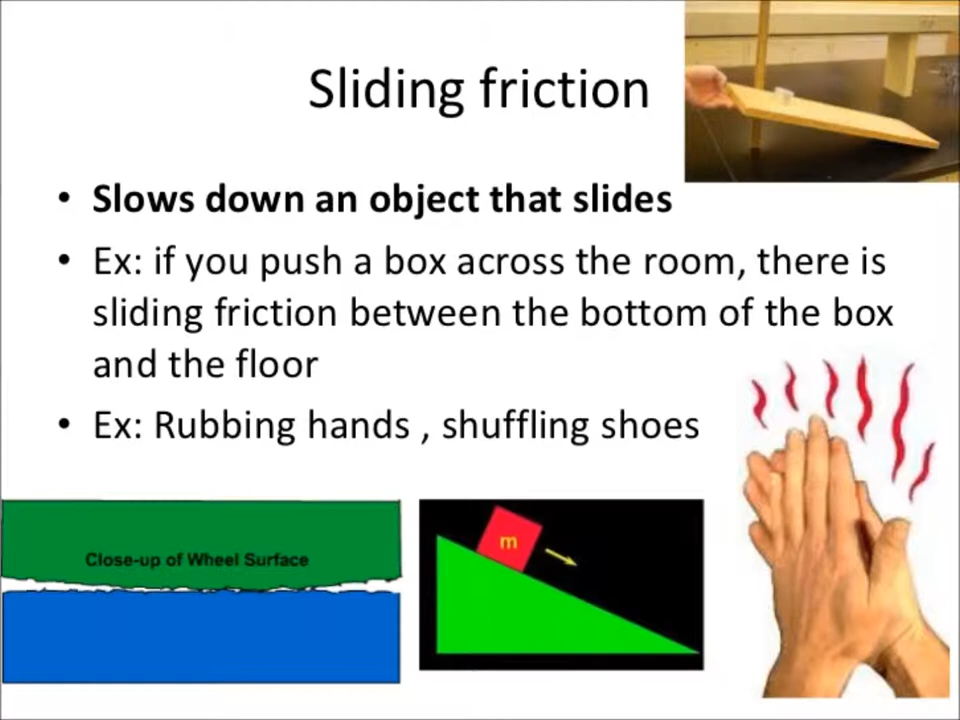 Sliding friction
• Slows down an object that slides
• Ex: if you push a box across the room, there is
sliding friction between the bottom of the box
and the floor
• Ex: Rubbing hands , shuffling shoes
Close-up of Wheel Surface
m